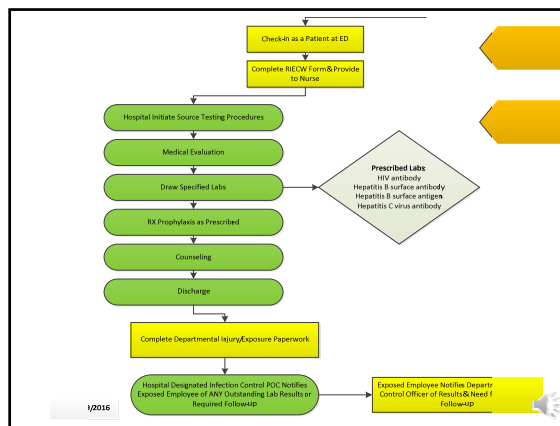 Check-in as a Patient at ED
Complete RIECW Form & Provide
to Nurse
Hospital Initiate Source Testing Procedures
Medical Evaluation
Draw Specified Labs
Prescribed Labs
HIV antibody
Hepatitis B surface antibody
Hepatitis B surface antigen
Hepatitis C virus antibody
RX Prophylaxis as Prescribed
Counseling
Discharge
Complete Departmental Injury/Exposure Paperwork
Hospital Designated Infection Control POC Notifies
Exposed Employee of ANY Outstanding Lab Results or
Required Follow-up
Exposed Employee Notifies
Control Officer of Results & Need
Follow-up
/2016